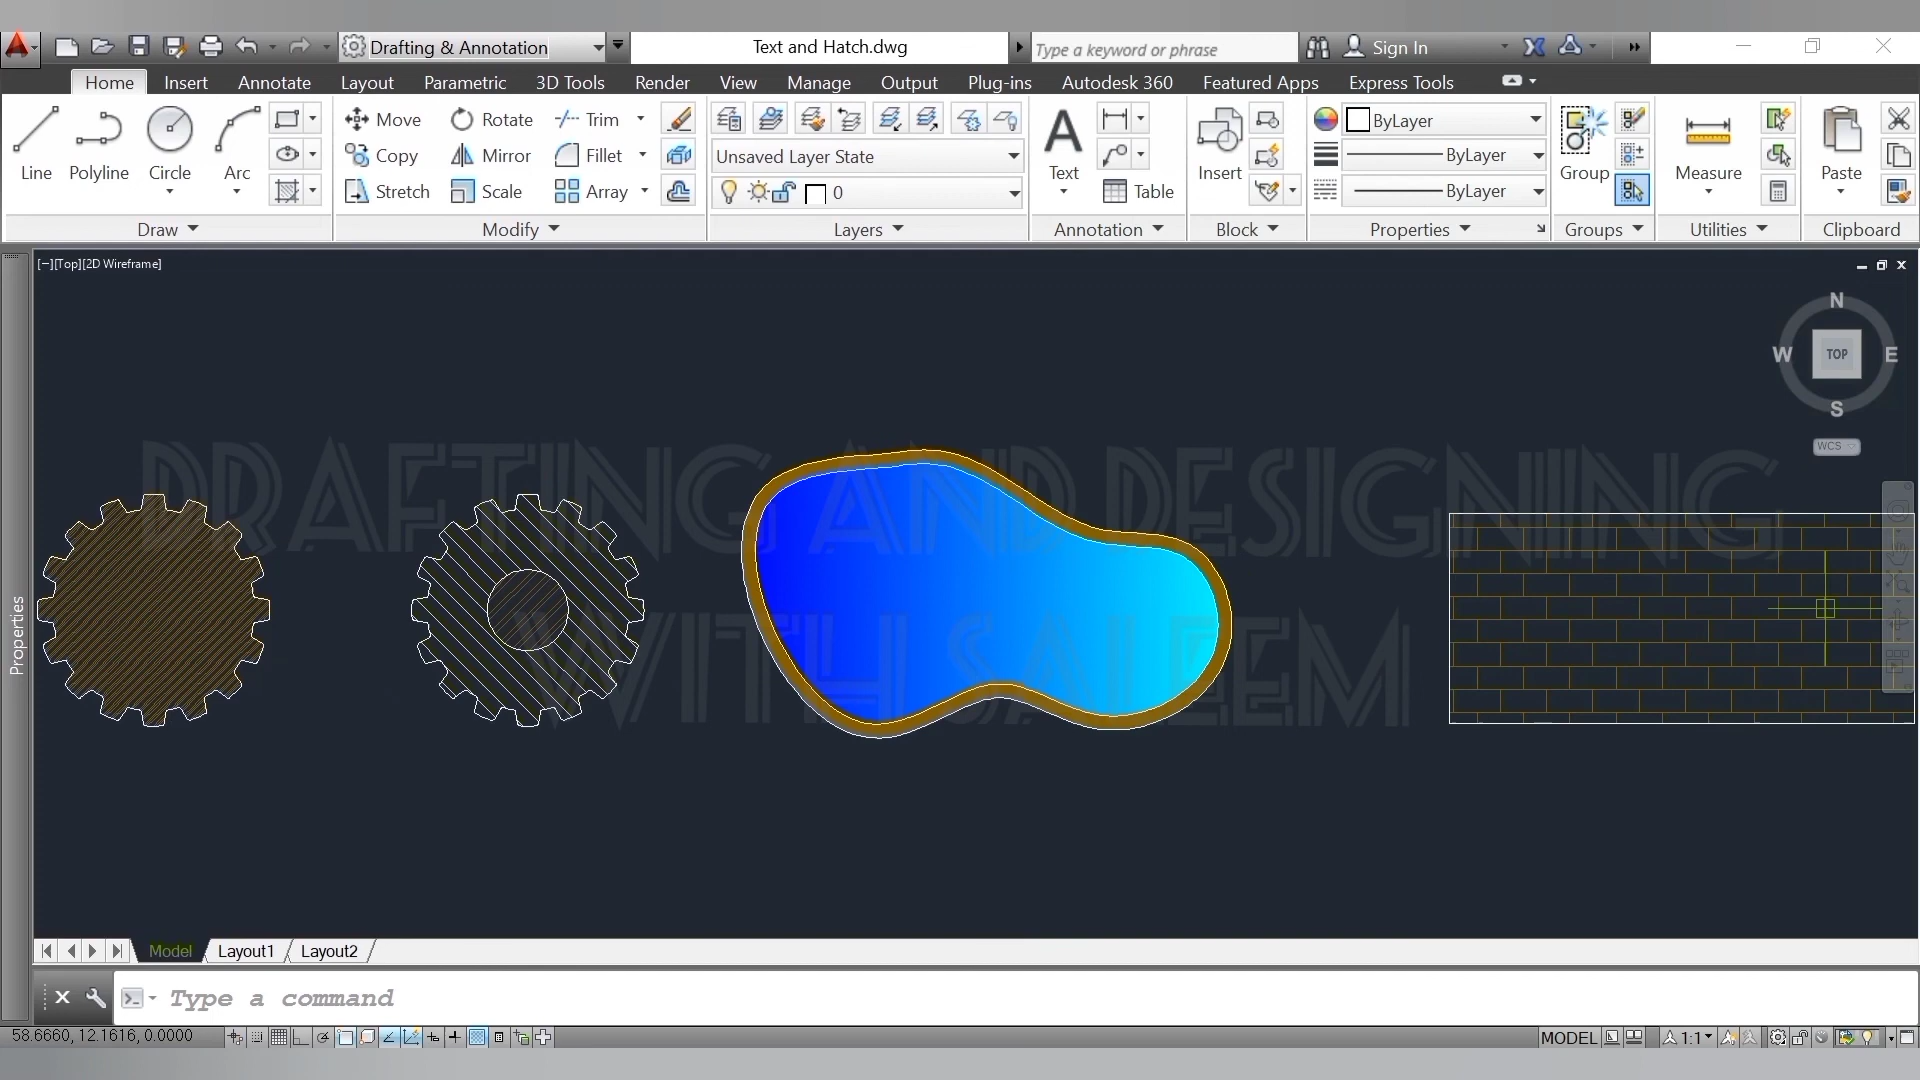 Drafting & Annotation
Text and Hatch.dwg
Type a keyword or phrase
Sign In
Home Insert Annotate Layout Parametric 3D Tools Render View Manage Output Plug-ins Autodesk 360 Featured Apps Express Tools
Line Polyline Circle Arc
Draw
Move Rotate Trim
Copy Mirror Fillet
Stretch Scale Array
Modify
Unsaved Layer State
0
Layers
A
Text
Table
Annotation
Insert
Block
ByLayer
ByLayer
ByLayer
Properties
Group
Groups
Measure
Utilities
Paste
Clipboard
[−][Top][2D Wireframe]
N
W TOP E
S
WCS
DRAFTING AND DESIGNING
WITH SALEEM
Properties
Model Layout1 Layout2
Type a command
58.6660, 12.1616, 0.0000
MODEL
1:1